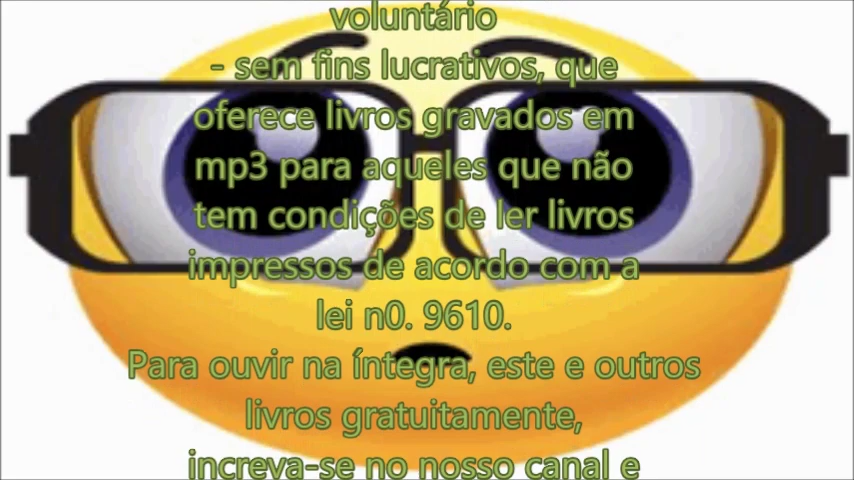 voluntário
- sem fins lucrativos, que
oferece livros gravados em
mp3 para aqueles que não
tem condições de ler livros
impressos de acordo com a
lei n0. 9610.
Para ouvir na íntegra, este e outros
livros gratuitamente,
increva-se no nosso canal e